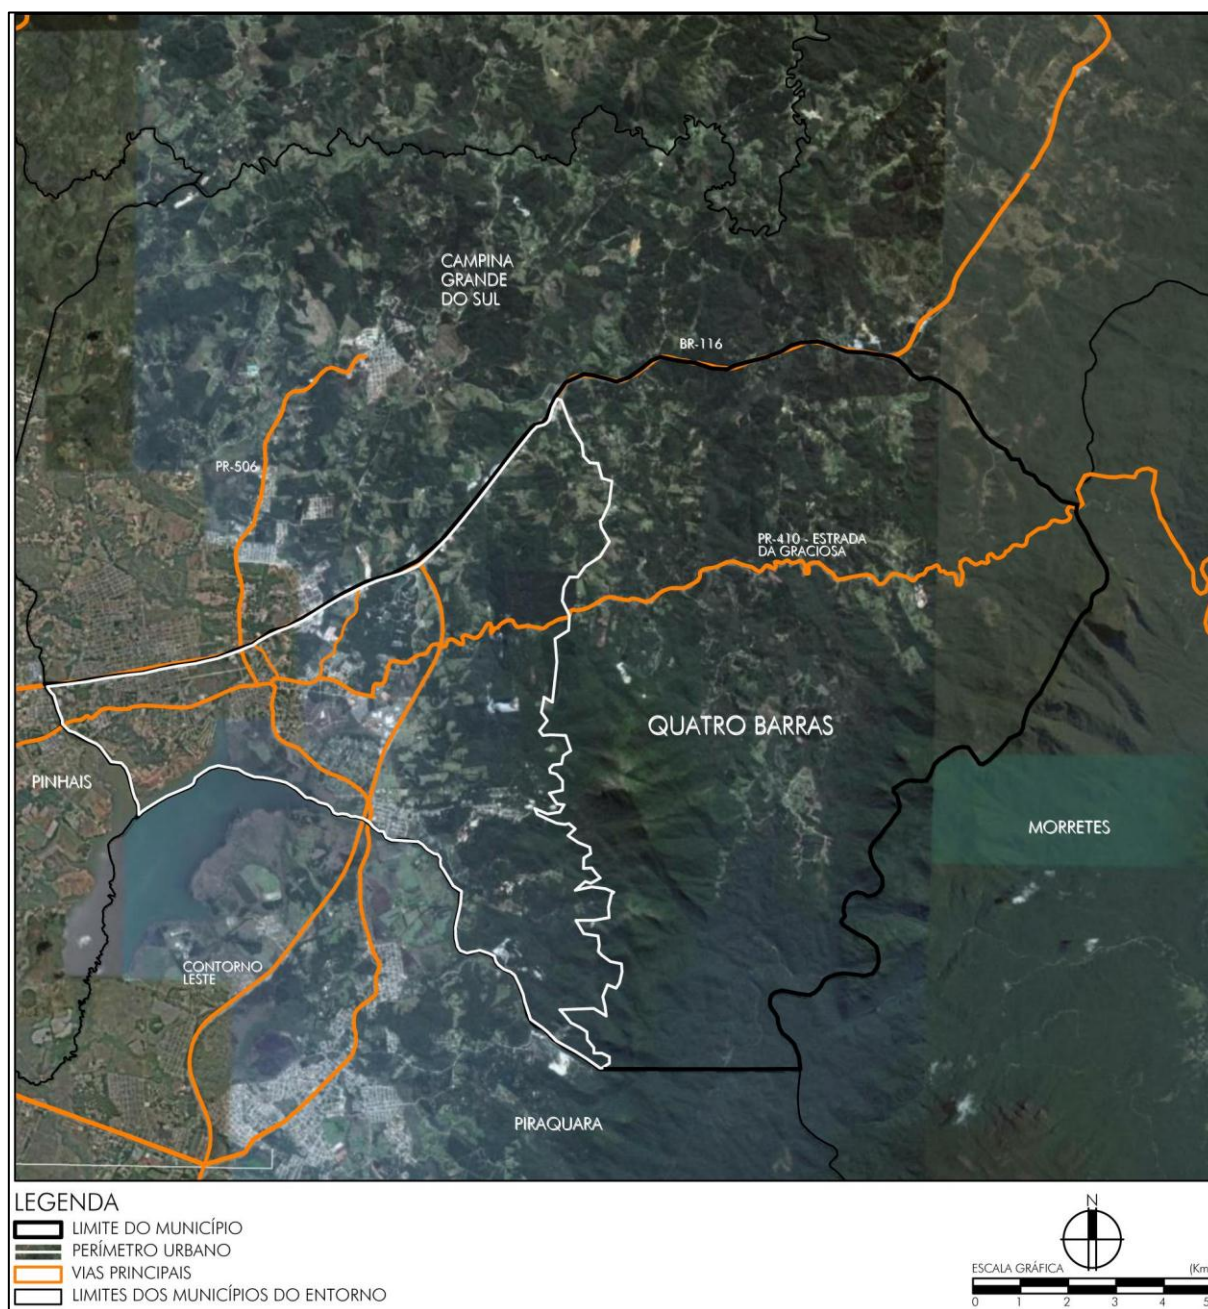 CAMPINA
GRANDE
DO SUL
BR-116
PR-506
PR-410 - ESTRADA
DA GRACIOSA
QUATRO BARRAS
PINHAIS
MORRETES
CONTORNO
LESTE
PIRAQUARA
LEGENDA
LIMITE DO MUNICÍPIO
PERÍMETRO URBANO
VIAS PRINCIPAIS
LIMITES DOS MUNICÍPIOS DO ENTORNO
N
ESCALA GRÁFICA (Km
0 1 2 3 4 5